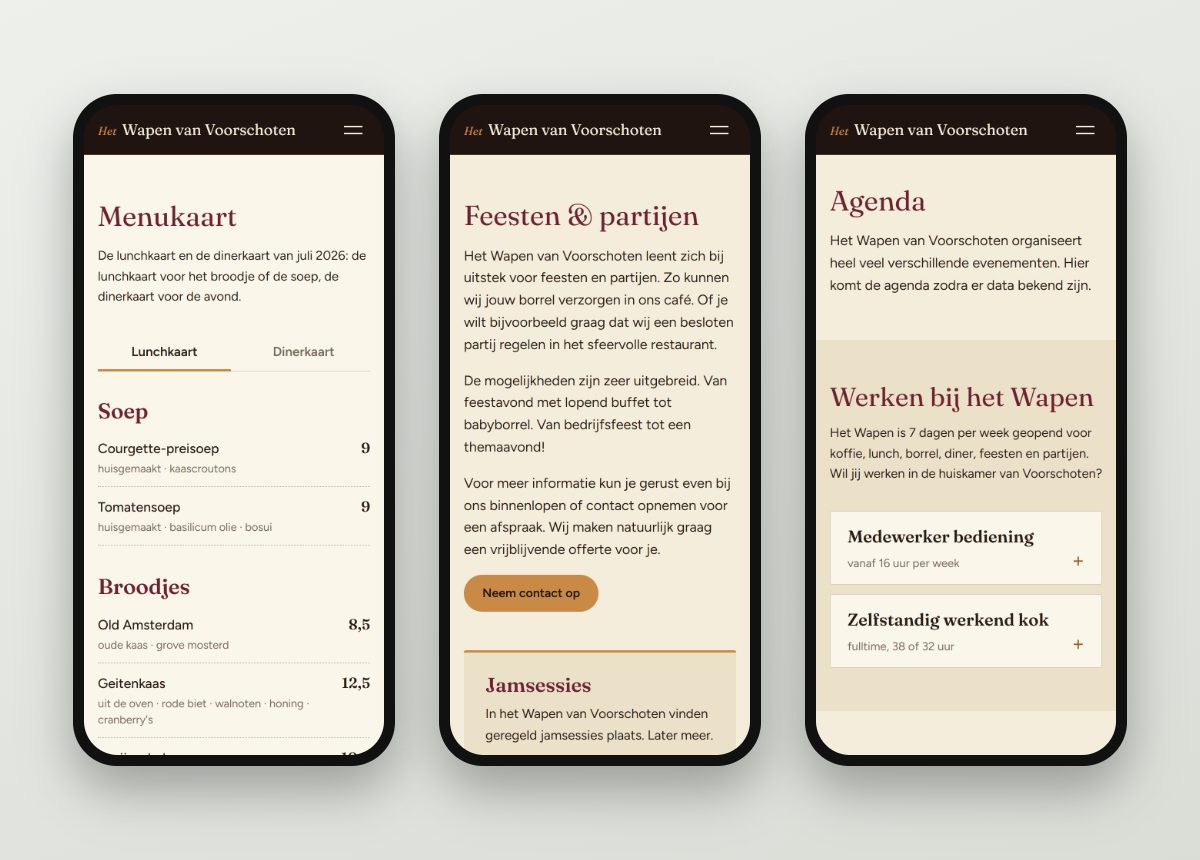 Het Wapen van Voorschoten
Menukaart
De lunchkaart en de dinerkaart van juli 2026: de
lunchkaart voor het broodje of de soep, de
dinerkaart voor de avond.
Lunchkaart Dinerkaart
Soep
Courgette-preisoep 9
huisgemaakt · kaascroutons
Tomatensoep 9
huisgemaakt · basilicum olie · bosui
Broodjes
Old Amsterdam 8,5
oude kaas · grove mosterd
Geitenkaas 12,5
uit de oven · rode biet · walnoten · honing ·
cranberry's
Het Wapen van Voorschoten
Feesten & partijen
Het Wapen van Voorschoten leent zich bij
uitstek voor feesten en partijen. Zo kunnen
wij jouw borrel verzorgen in ons café. Of je
wilt bijvoorbeeld graag dat wij een besloten
partij regelen in het sfeervolle restaurant.
De mogelijkheden zijn zeer uitgebreid. Van
feestavond met lopend buffet tot
babyborrel. Van bedrijfsfeest tot een
themaavond!
Voor meer informatie kun je gerust even bij
ons binnenlopen of contact opnemen voor
een afspraak. Wij maken natuurlijk graag
een vrijblijvende offerte voor je.
Neem contact op
Jamsessies
In het Wapen van Voorschoten vinden
geregeld jamsessies plaats. Later meer.
Het Wapen van Voorschoten
Agenda
Het Wapen van Voorschoten organiseert
heel veel verschillende evenementen. Hier
komt de agenda zodra er data bekend zijn.
Werken bij het Wapen
Het Wapen is 7 dagen per week geopend voor
koffie, lunch, borrel, diner, feesten en partijen.
Wil jij werken in de huiskamer van Voorschoten?
Medewerker bediening
vanaf 16 uur per week +
Zelfstandig werkend kok
fulltime, 38 of 32 uur +